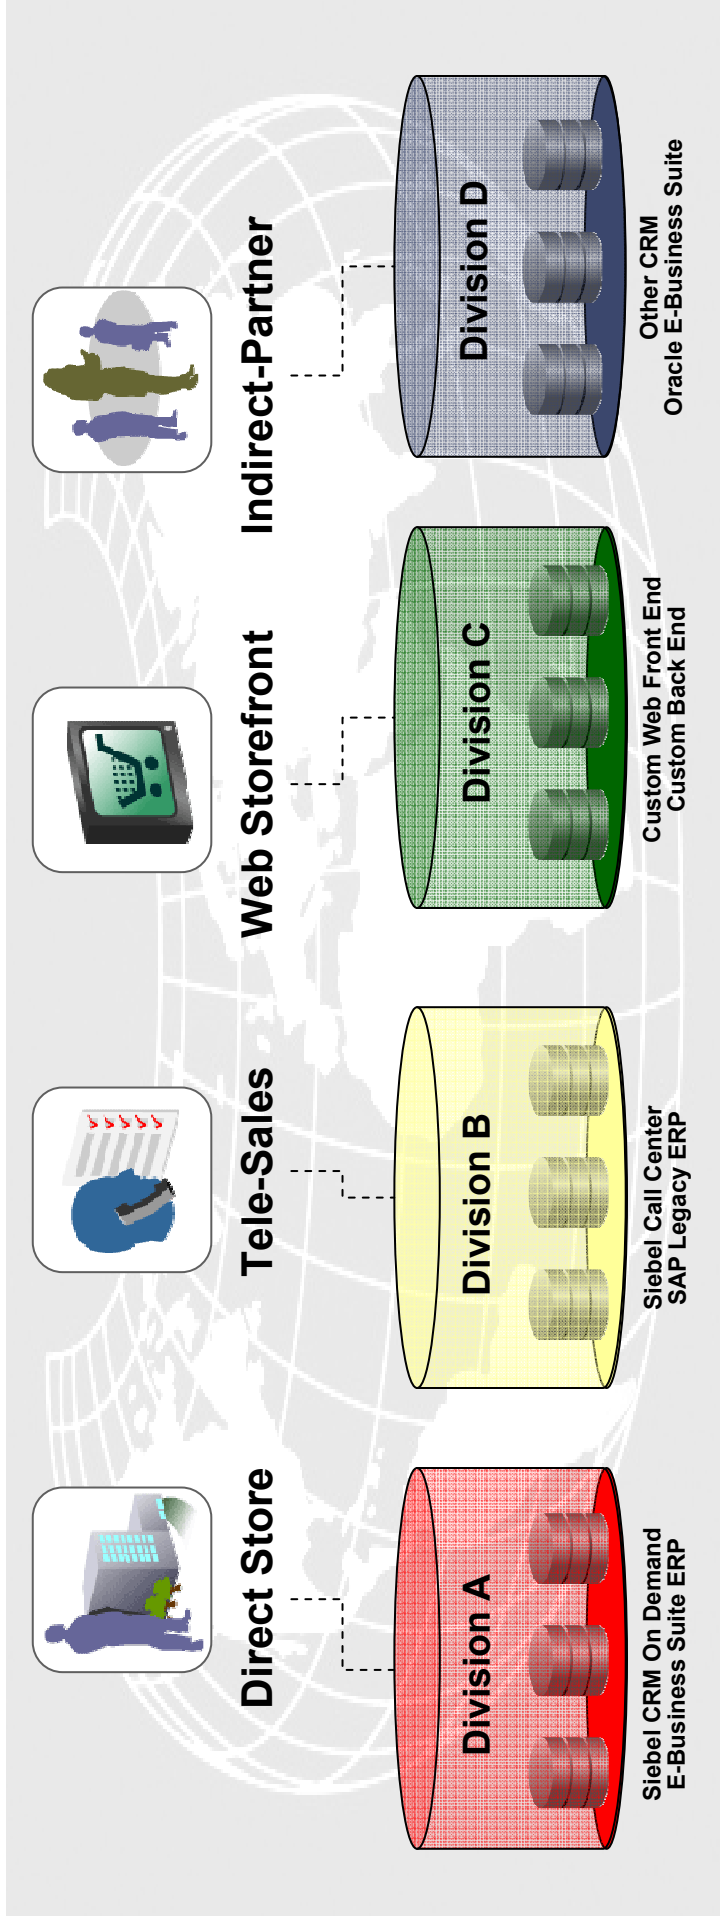 Direct Store
Tele-Sales
Web Storefront
Indirect-Partner
Division A
Division B
Division C
Division D
Siebel CRM On Demand
E-Business Suite ERP
Siebel Call Center
SAP Legacy ERP
Custom Web Front End
Custom Back End
Other CRM
Oracle E-Business Suite